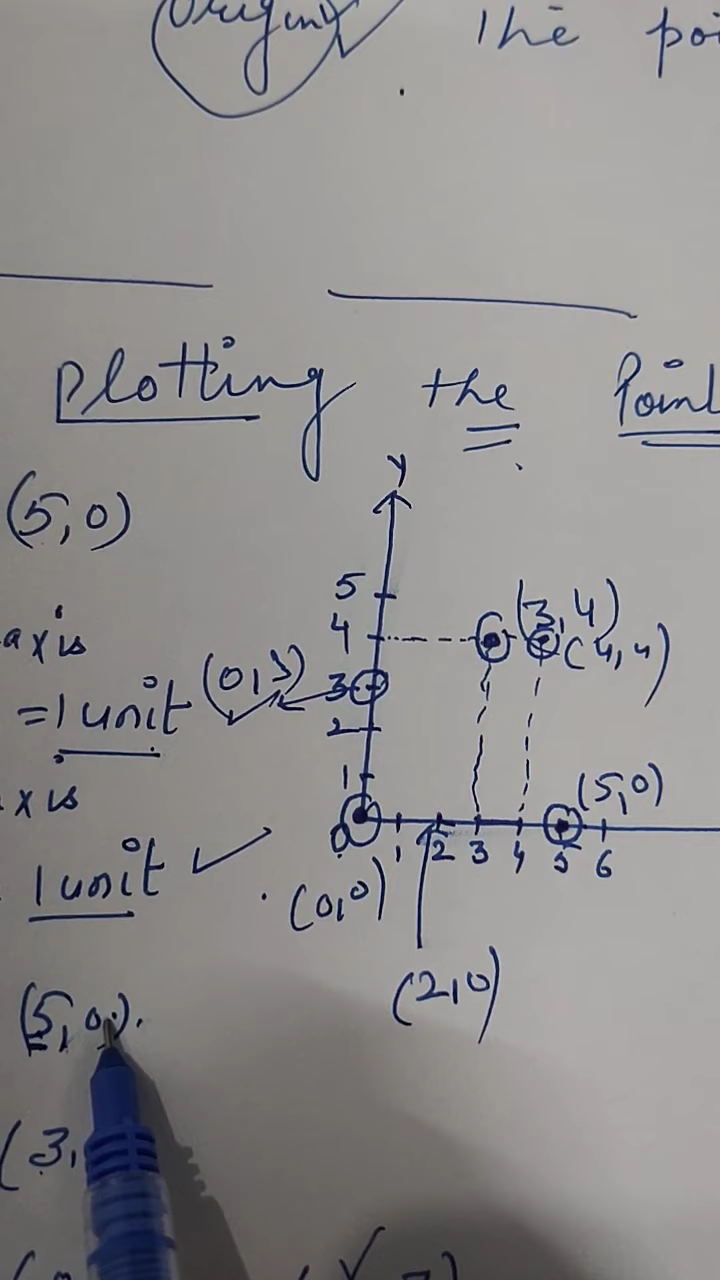 Origin The poi
Plotting the Point
(5,0)
Y
5
axis
4
(3,4)
(4,4)
= 1 unit
(0,3)
3
2
1
axis
(5,0)
0 1 2 3 4 5 6
1 unit
(0,0)
(2,0)
(5,0).
(3,